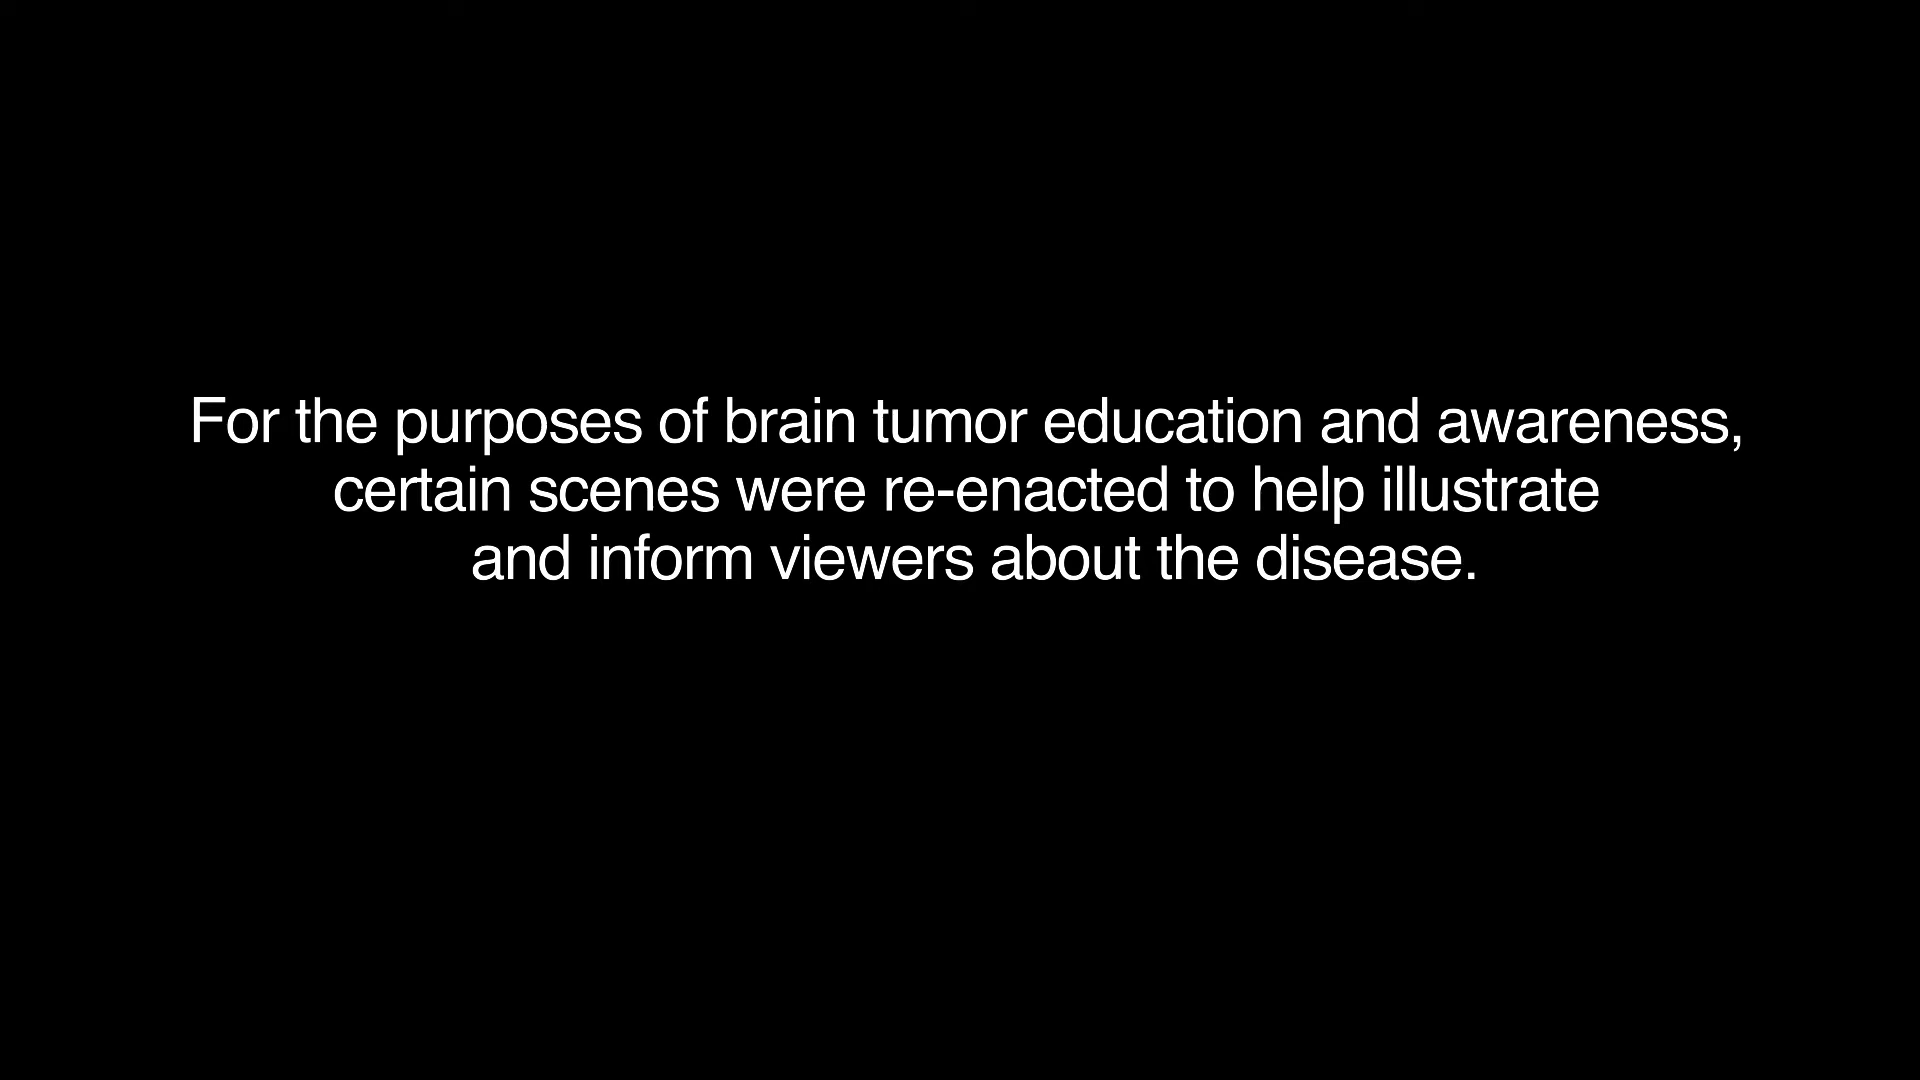 For the purposes of brain tumor education and awareness,
certain scenes were re-enacted to help illustrate
and inform viewers about the disease.